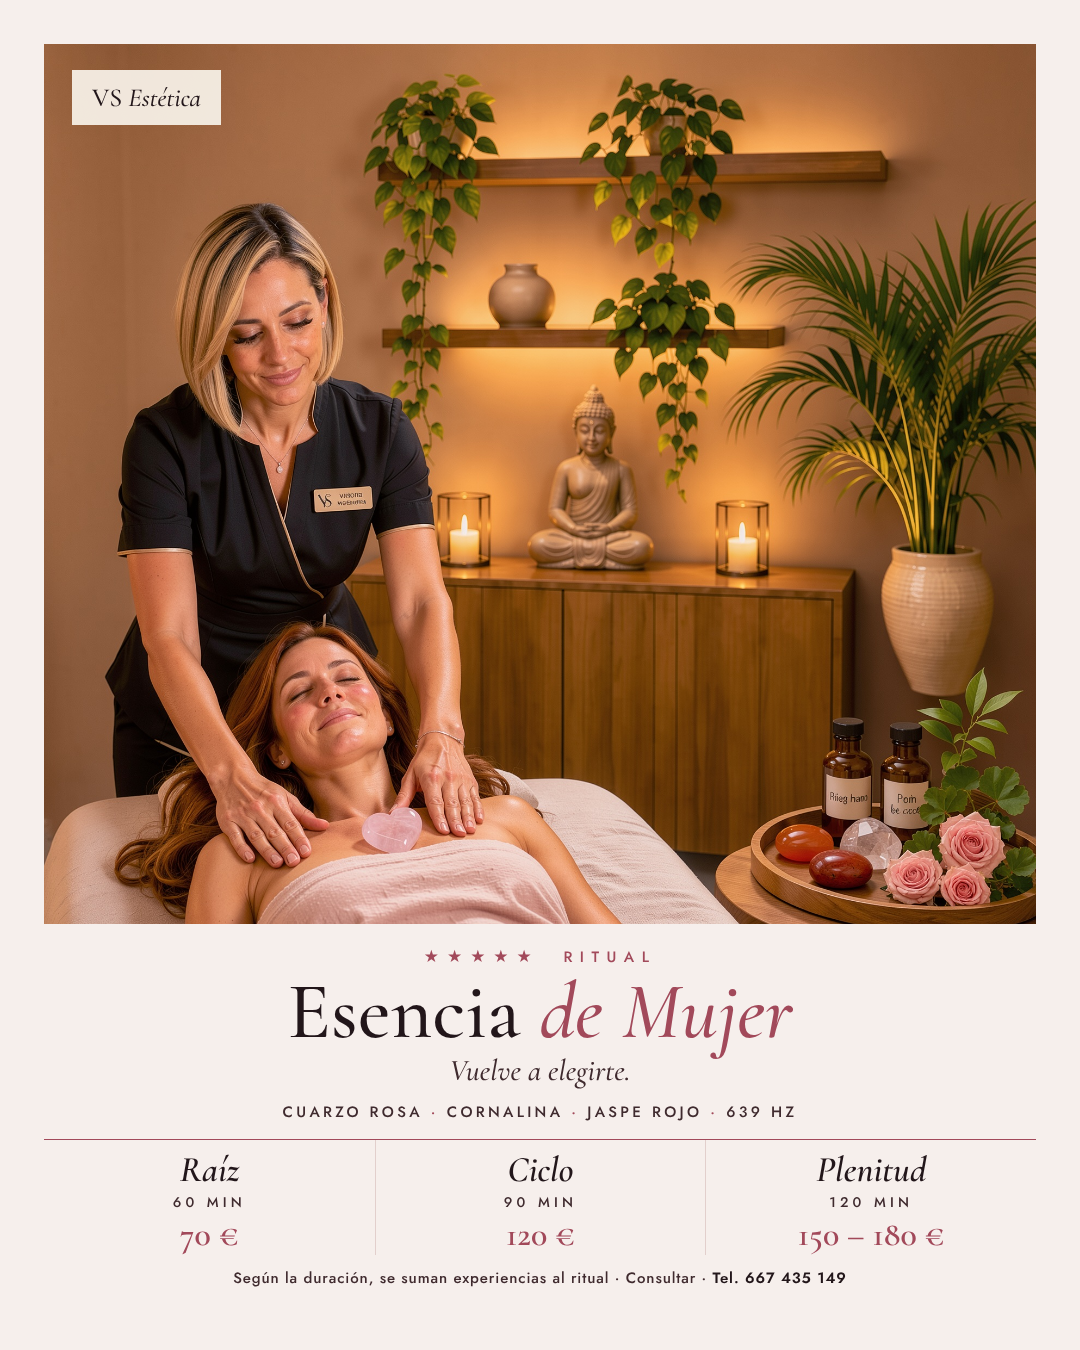 VS Estética
VS
★★★★★ RITUAL
Esencia de Mujer
Vuelve a elegirte.
CUARZO ROSA · CORNALINA · JASPE ROJO · 639 HZ
Raíz
60 MIN
70 €
Ciclo
90 MIN
120 €
Plenitud
120 MIN
150 – 180 €
Según la duración, se suman experiencias al ritual · Consultar · Tel. 667 435 149